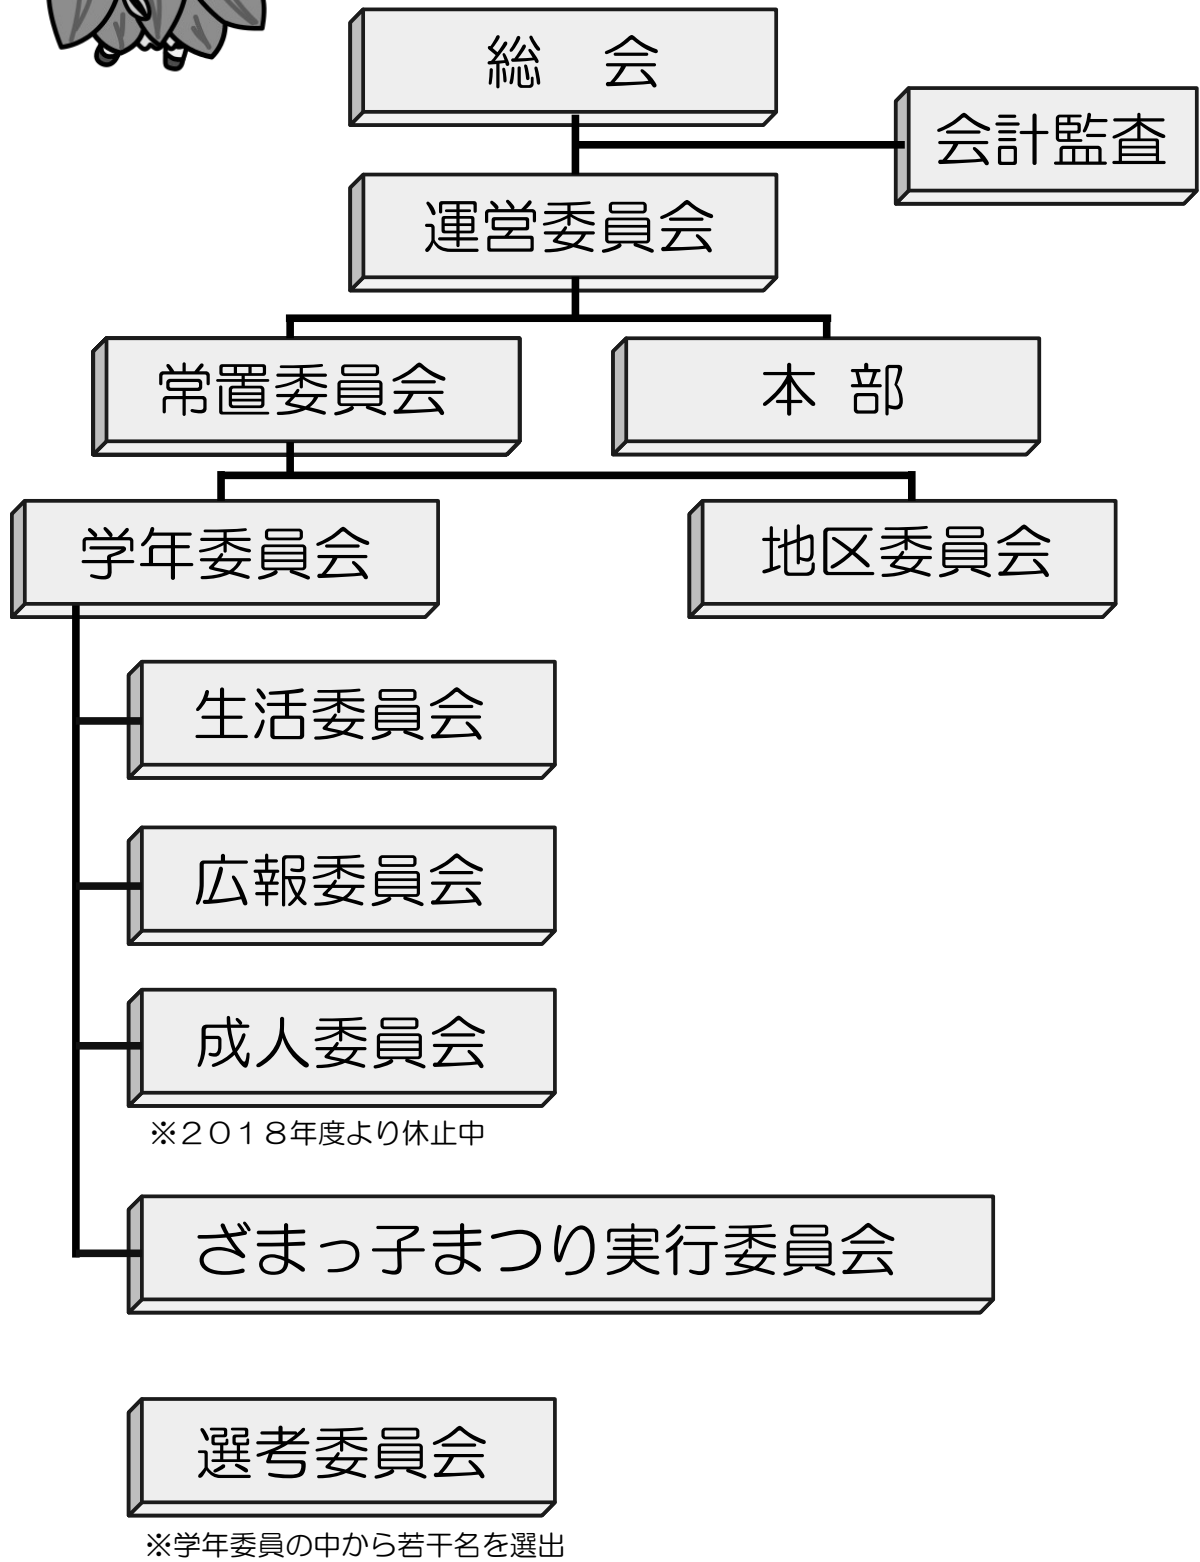 総　会
会計監査
運営委員会
常置委員会
本 部
学年委員会
地区委員会
生活委員会
広報委員会
成人委員会
※２０１８年度より休止中
ざまっ子まつり実行委員会
選考委員会
※学年委員の中から若干名を選出